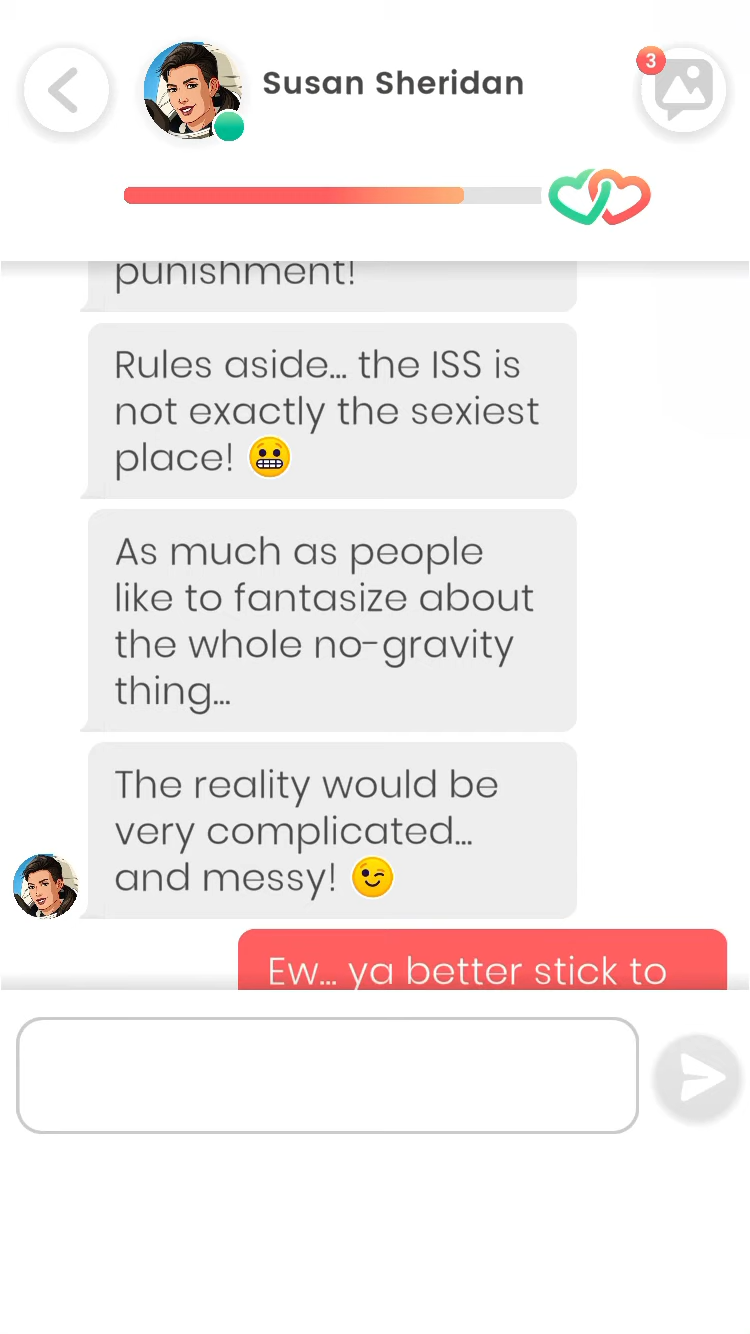 3
Susan Sheridan
punishment!
Rules aside... the ISS is
not exactly the sexiest
place! 😬
As much as people
like to fantasize about
the whole no-gravity
thing...
The reality would be
very complicated...
and messy! 😉
Ew... ya better stick to